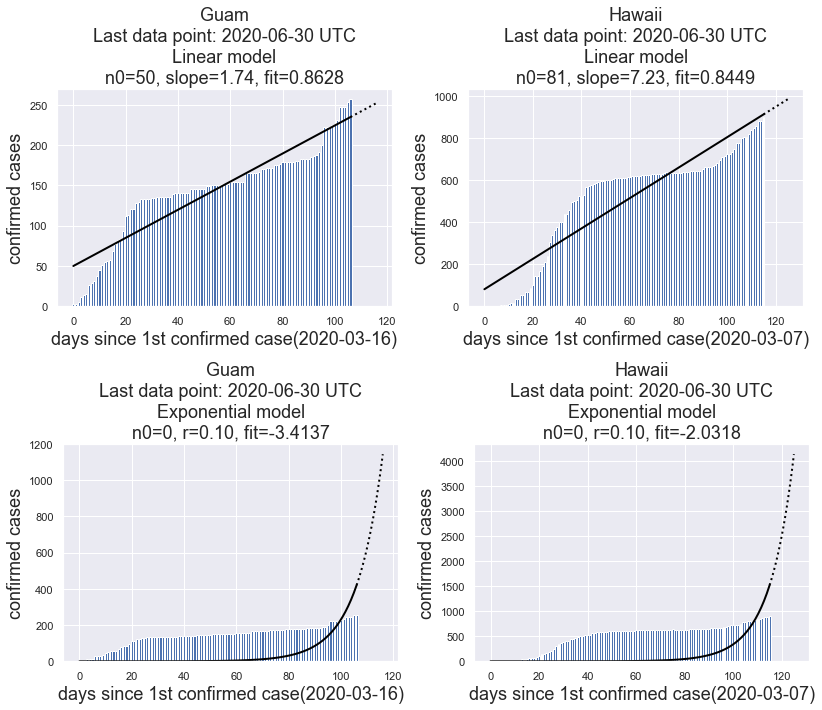 Guam
Last data point: 2020-06-30 UTC
Linear model
n0=50, slope=1.74, fit=0.8628
confirmed cases
250
200
150
100
50
0
0 20 40 60 80 100 120
days since 1st confirmed case(2020-03-16)
Hawaii
Last data point: 2020-06-30 UTC
Linear model
n0=81, slope=7.23, fit=0.8449
confirmed cases
1000
800
600
400
200
0
0 20 40 60 80 100 120
days since 1st confirmed case(2020-03-07)
Guam
Last data point: 2020-06-30 UTC
Exponential model
n0=0, r=0.10, fit=-3.4137
confirmed cases
1200
1000
800
600
400
200
0
0 20 40 60 80 100 120
days since 1st confirmed case(2020-03-16)
Hawaii
Last data point: 2020-06-30 UTC
Exponential model
n0=0, r=0.10, fit=-2.0318
confirmed cases
4000
3500
3000
2500
2000
1500
1000
500
0
0 20 40 60 80 100 120
days since 1st confirmed case(2020-03-07)